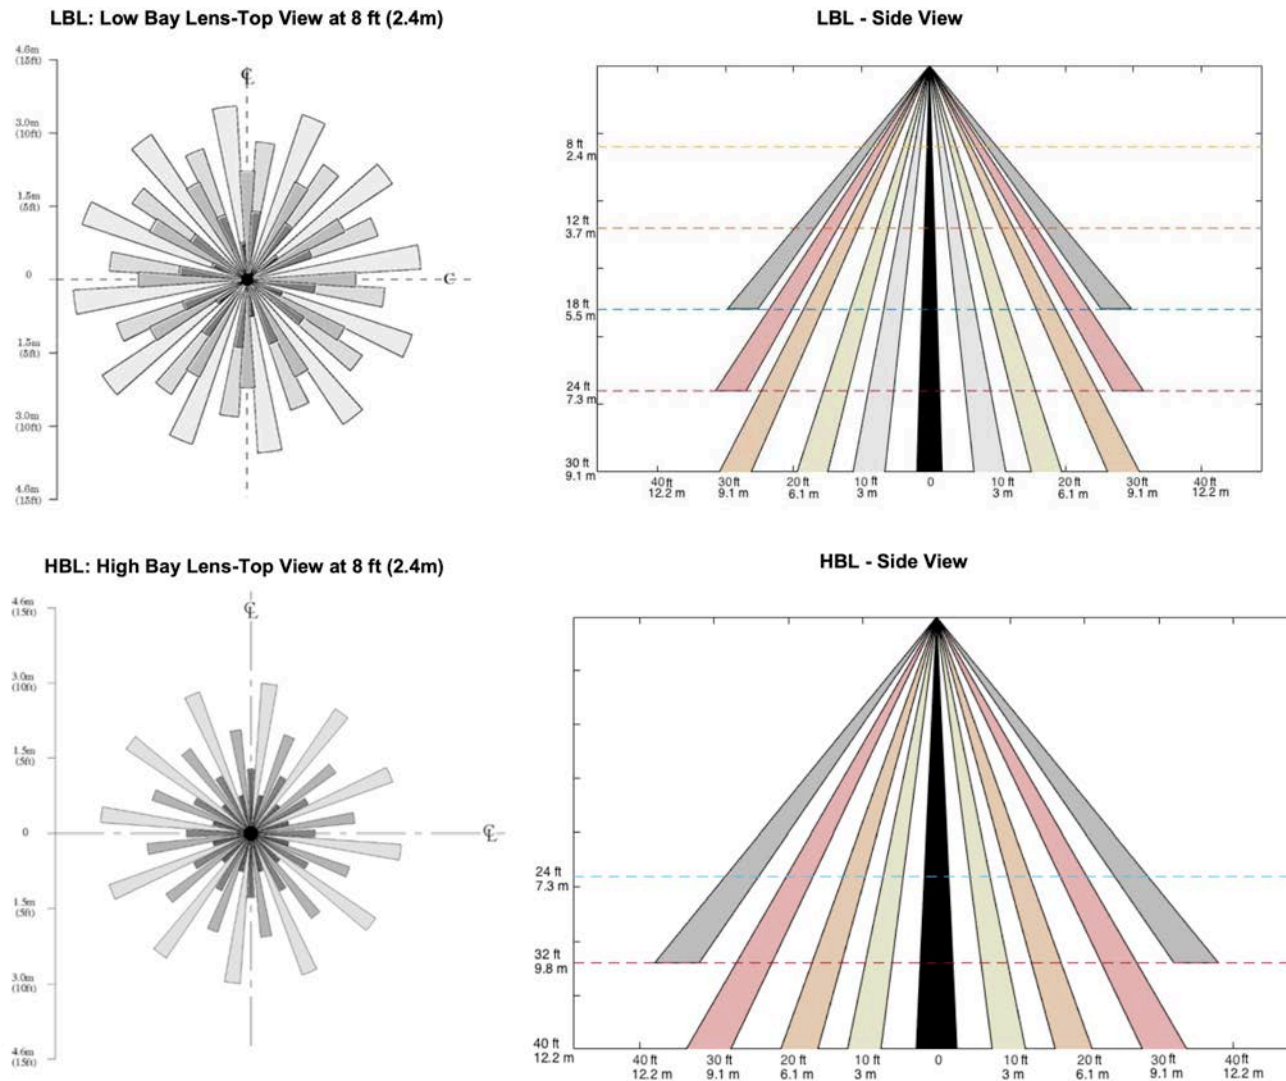 LBL: Low Bay Lens-Top View at 8 ft (2.4m)
4.6m
(15ft)
3.0m
(10ft)
1.5m
(5ft)
0
1.5m
(5ft)
3.0m
(10ft)
4.6m
(15ft)
℄
C
LBL - Side View
8 ft
2.4 m
12 ft
3.7 m
18 ft
5.5 m
24 ft
7.3 m
30 ft
9.1 m
40 ft 30 ft 20 ft 10 ft 0 10 ft 20 ft 30 ft 40 ft
12.2 m 9.1 m 6.1 m 3 m 3 m 6.1 m 9.1 m 12.2 m
HBL: High Bay Lens-Top View at 8 ft (2.4m)
4.6m
(15ft)
3.0m
(10ft)
1.5m
(5ft)
0
1.5m
(5ft)
3.0m
(10ft)
4.6m
(15ft)
℄
℄
HBL - Side View
24 ft
7.3 m
32 ft
9.8 m
40 ft
12.2 m
40 ft 30 ft 20 ft 10 ft 0 10 ft 20 ft 30 ft 40 ft
12.2 m 9.1 m 6.1 m 3 m 3 m 6.1 m 9.1 m 12.2 m